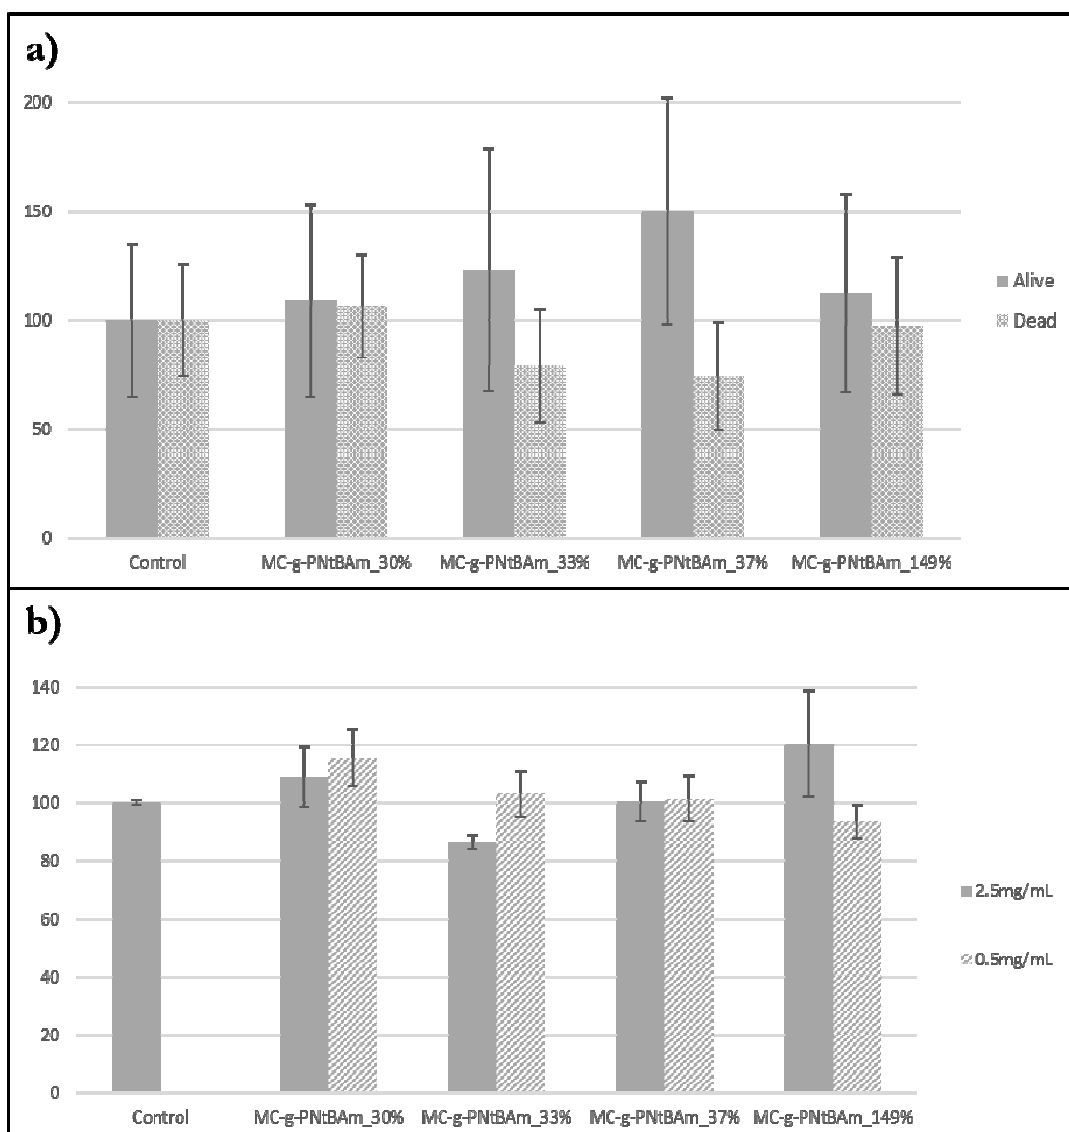 a)
200
150
100
50
0
Control MC-g-PNtBAm_30% MC-g-PNtBAm_33% MC-g-PNtBAm_37% MC-g-PNtBAm_149%
Alive
Dead
b)
140
120
100
80
60
40
20
0
Control MC-g-PNtBAm_30% MC-g-PNtBAm_33% MC-g-PNtBAm_37% MC-g-PNtBAm_149%
2.5mg/mL
0.5mg/mL